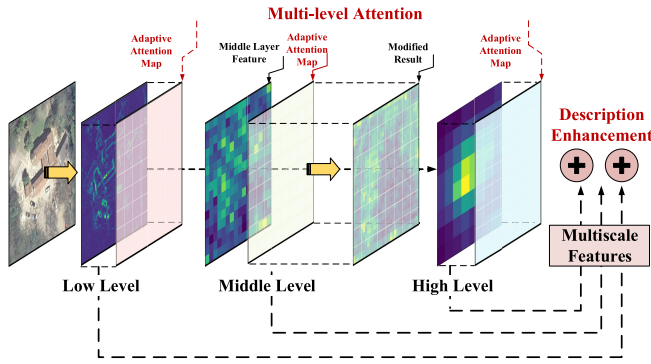 Multi-level Attention
Adaptive
Attention
Map
Middle Layer
Feature
Adaptive
Attention
Map
Modified
Result
Adaptive
Attention
Map
Description
Enhancement
Multiscale
Features
Low Level
Middle Level
High Level